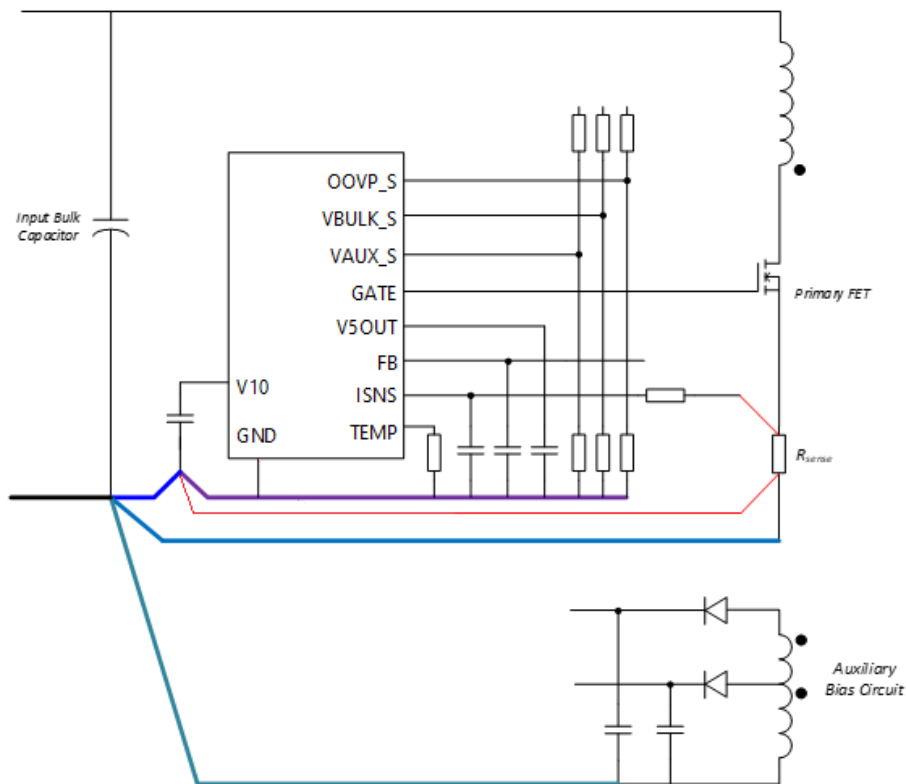 OOVP_S
Input Bulk
Capacitor
VBULK_S
VAUX_S
GATE
Primary FET
V5OUT
FB
V10
ISNS
GND
TEMP
Rsense
Auxiliary
Bias Circuit